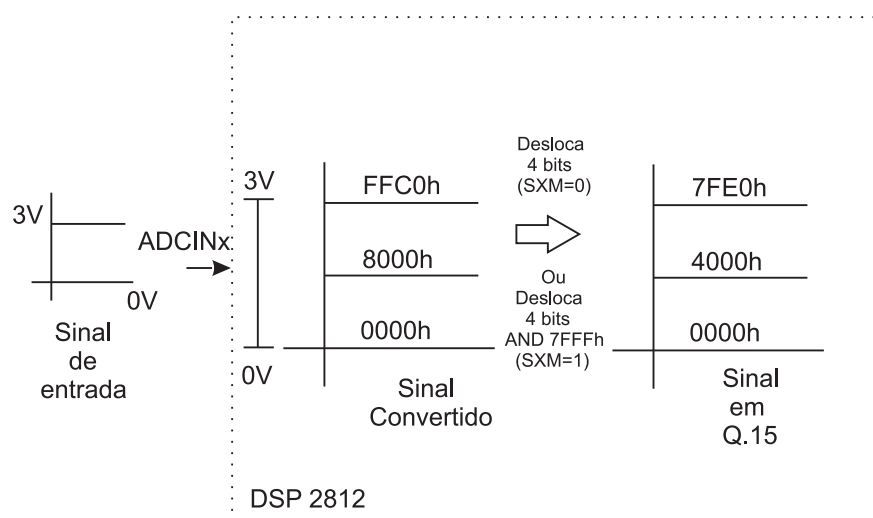 3V
0V
Sinal
de
entrada
ADCINx
3V
0V
FFC0h
8000h
0000h
Sinal
Convertido
Desloca
4 bits
(SXM=0)
Ou
Desloca
4 bits
AND 7FFFh
(SXM=1)
7FE0h
4000h
0000h
Sinal
em
Q.15
DSP 2812